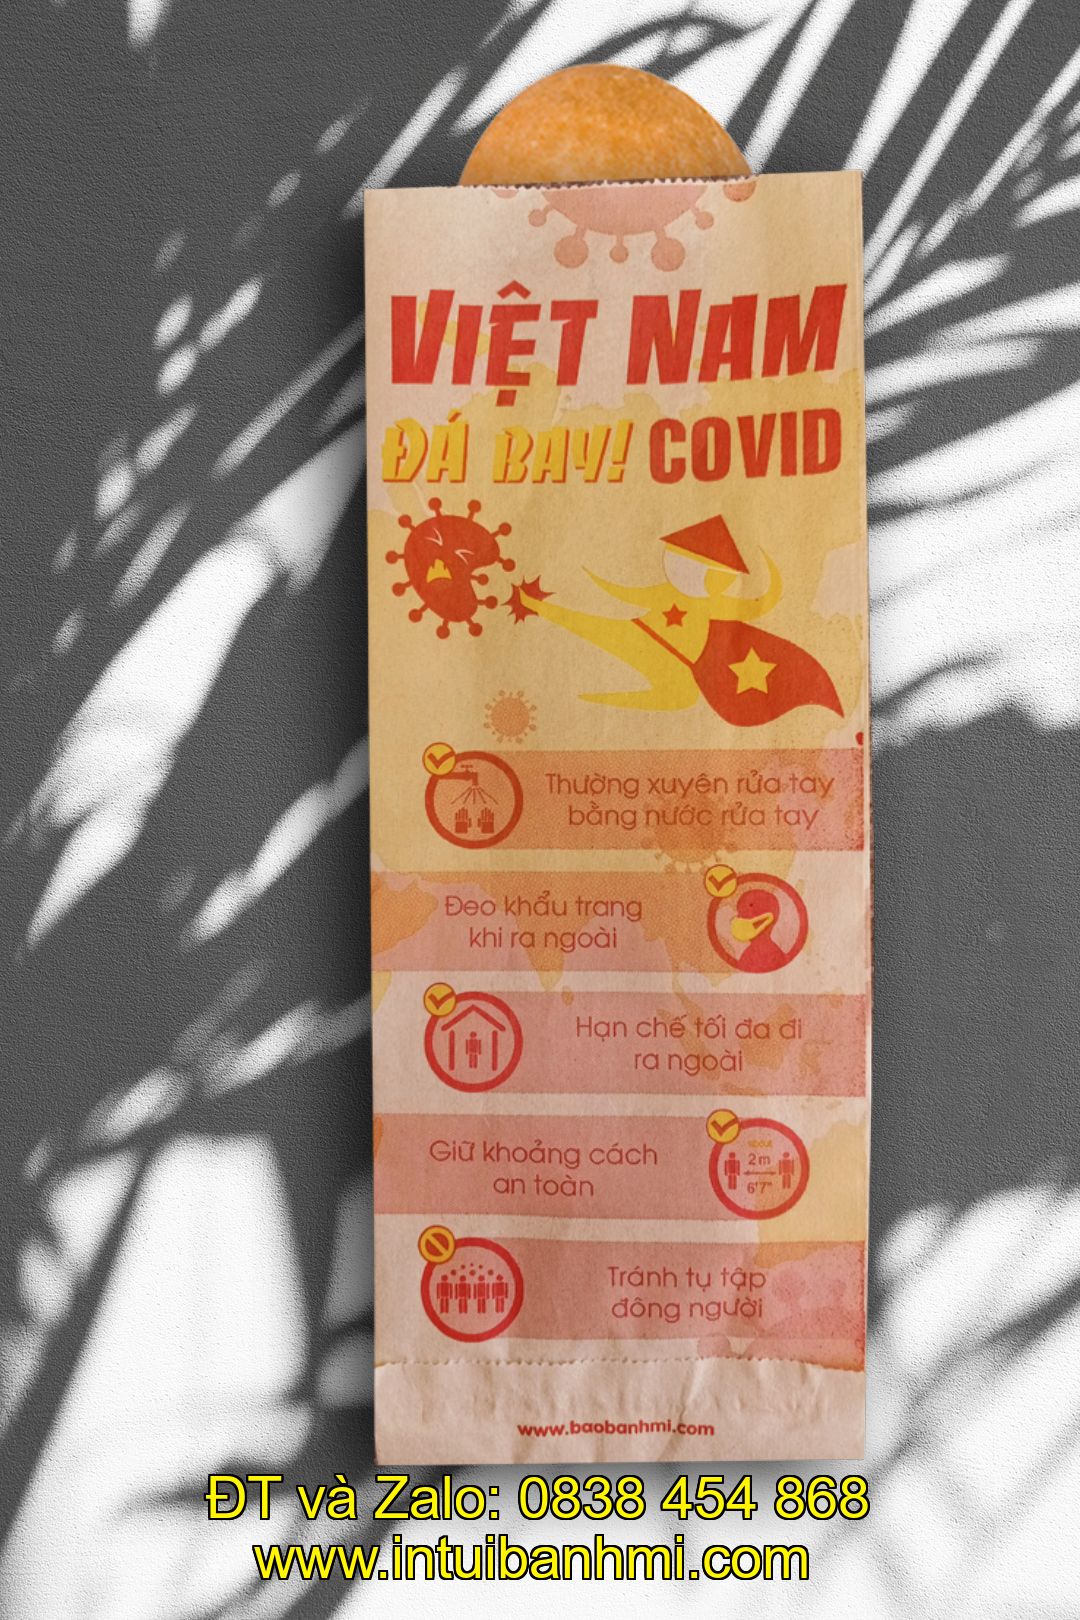 VIỆT NAM
ĐÁ BAY! COVID
Thường xuyên rửa tay
bằng nước rửa tay
Đeo khẩu trang
khi ra ngoài
Hạn chế tối đa đi
ra ngoài
Giữ khoảng cách
an toàn
about
2m
6'7"
Tránh tụ tập
đông người
www.baobanhmi.com
ĐT và Zalo: 0838 454 868
www.intuibanhmi.com